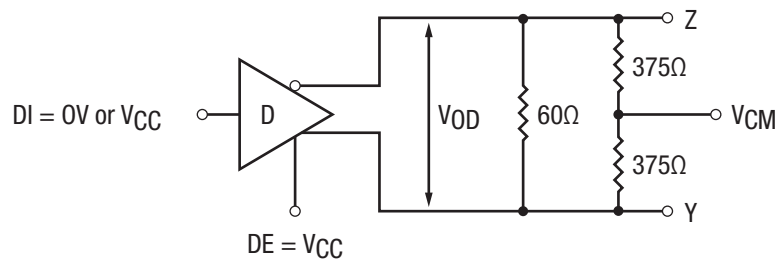 Z
375Ω
DI = 0V or VCC
D
VOD
60Ω
VCM
375Ω
Y
DE = VCC